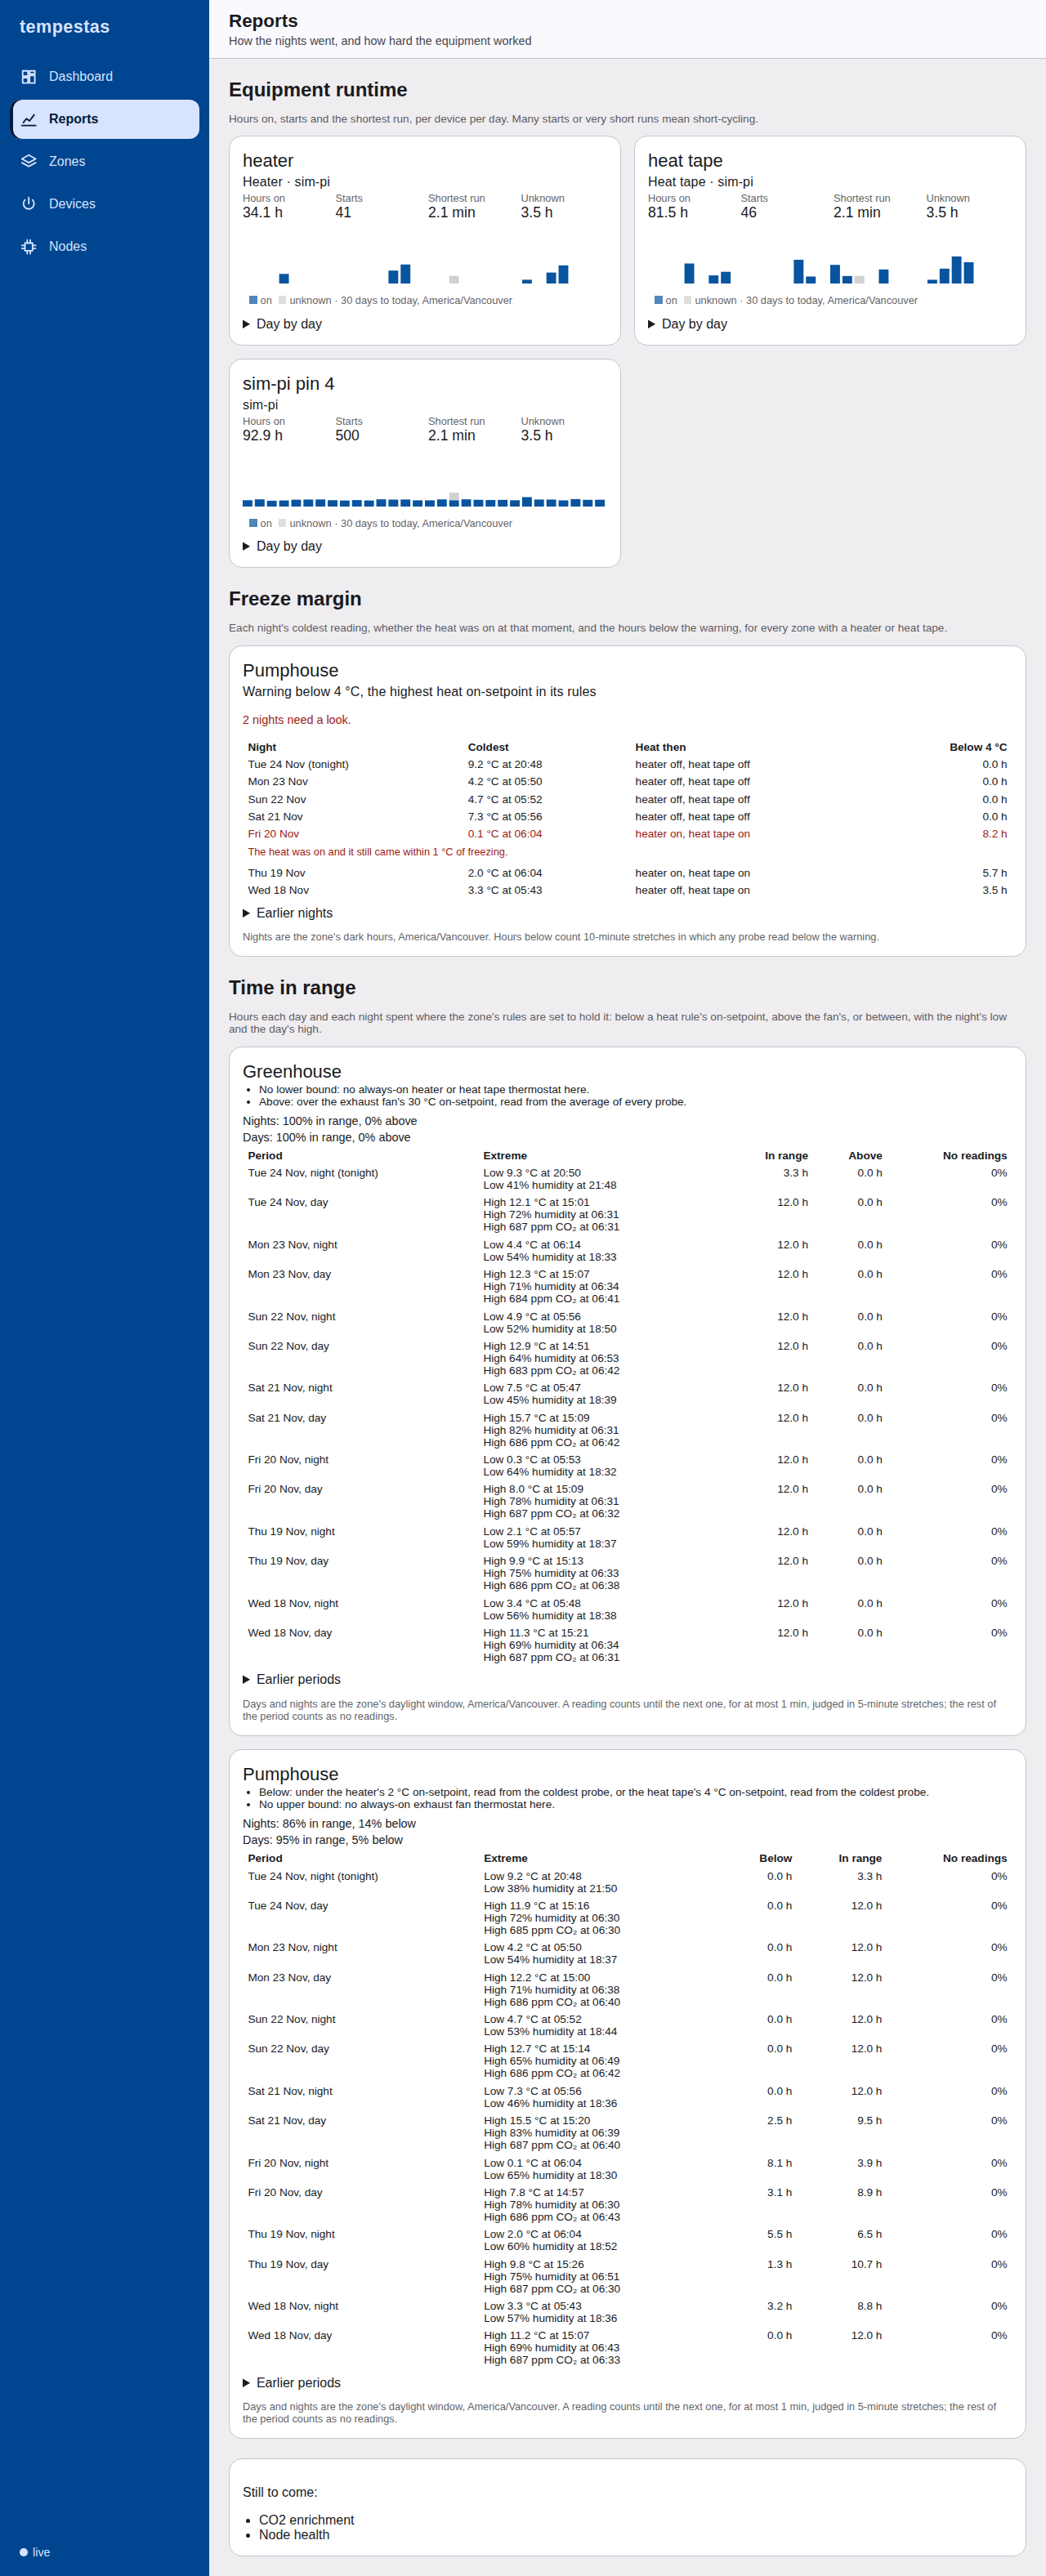 tempestas
Dashboard
Reports
Zones
Devices
Nodes
live
Reports
How the nights went, and how hard the equipment worked
Equipment runtime
Hours on, starts and the shortest run, per device per day. Many starts or very short runs mean short-cycling.
heater
Heater · sim-pi
Hours on Starts Shortest run Unknown
34.1 h 41 2.1 min 3.5 h
on unknown · 30 days to today, America/Vancouver
Day by day
heat tape
Heat tape · sim-pi
Hours on Starts Shortest run Unknown
81.5 h 46 2.1 min 3.5 h
on unknown · 30 days to today, America/Vancouver
Day by day
sim-pi pin 4
sim-pi
Hours on Starts Shortest run Unknown
92.9 h 500 2.1 min 3.5 h
on unknown · 30 days to today, America/Vancouver
Day by day
Freeze margin
Each night's coldest reading, whether the heat was on at that moment, and the hours below the warning, for every zone with a heater or heat tape.
Pumphouse
Warning below 4 °C, the highest heat on-setpoint in its rules
2 nights need a look.
Night Coldest Heat then Below 4 °C
Tue 24 Nov (tonight) 9.2 °C at 20:48 heater off, heat tape off 0.0 h
Mon 23 Nov 4.2 °C at 05:50 heater off, heat tape off 0.0 h
Sun 22 Nov 4.7 °C at 05:52 heater off, heat tape off 0.0 h
Sat 21 Nov 7.3 °C at 05:56 heater off, heat tape off 0.0 h
Fri 20 Nov 0.1 °C at 06:04 heater on, heat tape on 8.2 h
The heat was on and it still came within 1 °C of freezing.
Thu 19 Nov 2.0 °C at 06:04 heater on, heat tape on 5.7 h
Wed 18 Nov 3.3 °C at 05:43 heater off, heat tape on 3.5 h
Earlier nights
Nights are the zone's dark hours, America/Vancouver. Hours below count 10-minute stretches in which any probe read below the warning.
Time in range
Hours each day and each night spent where the zone's rules are set to hold it: below a heat rule's on-setpoint, above the fan's, or between, with the night's low
and the day's high.
Greenhouse
• No lower bound: no always-on heater or heat tape thermostat here.
• Above: over the exhaust fan's 30 °C on-setpoint, read from the average of every probe.
Nights: 100% in range, 0% above
Days: 100% in range, 0% above
Period Extreme In range Above No readings
Tue 24 Nov, night (tonight) Low 9.3 °C at 20:50 3.3 h 0.0 h 0%
Low 41% humidity at 21:48
Tue 24 Nov, day High 12.1 °C at 15:01 12.0 h 0.0 h 0%
High 72% humidity at 06:31
High 687 ppm CO₂ at 06:31
Mon 23 Nov, night Low 4.4 °C at 06:14 12.0 h 0.0 h 0%
Low 54% humidity at 18:33
Mon 23 Nov, day High 12.3 °C at 15:07 12.0 h 0.0 h 0%
High 71% humidity at 06:34
High 684 ppm CO₂ at 06:41
Sun 22 Nov, night Low 4.9 °C at 05:56 12.0 h 0.0 h 0%
Low 52% humidity at 18:50
Sun 22 Nov, day High 12.9 °C at 14:51 12.0 h 0.0 h 0%
High 64% humidity at 06:53
High 683 ppm CO₂ at 06:42
Sat 21 Nov, night Low 7.5 °C at 05:47 12.0 h 0.0 h 0%
Low 45% humidity at 18:39
Sat 21 Nov, day High 15.7 °C at 15:09 12.0 h 0.0 h 0%
High 82% humidity at 06:31
High 686 ppm CO₂ at 06:42
Fri 20 Nov, night Low 0.3 °C at 05:53 12.0 h 0.0 h 0%
Low 64% humidity at 18:32
Fri 20 Nov, day High 8.0 °C at 15:09 12.0 h 0.0 h 0%
High 78% humidity at 06:31
High 687 ppm CO₂ at 06:32
Thu 19 Nov, night Low 2.1 °C at 05:57 12.0 h 0.0 h 0%
Low 59% humidity at 18:37
Thu 19 Nov, day High 9.9 °C at 15:13 12.0 h 0.0 h 0%
High 75% humidity at 06:33
High 686 ppm CO₂ at 06:38
Wed 18 Nov, night Low 3.4 °C at 05:48 12.0 h 0.0 h 0%
Low 56% humidity at 18:38
Wed 18 Nov, day High 11.3 °C at 15:21 12.0 h 0.0 h 0%
High 69% humidity at 06:34
High 687 ppm CO₂ at 06:31
Earlier periods
Days and nights are the zone's daylight window, America/Vancouver. A reading counts until the next one, for at most 1 min, judged in 5-minute stretches; the rest of
the period counts as no readings.
Pumphouse
• Below: under the heater's 2 °C on-setpoint, read from the coldest probe, or the heat tape's 4 °C on-setpoint, read from the coldest probe.
• No upper bound: no always-on exhaust fan thermostat here.
Nights: 86% in range, 14% below
Days: 95% in range, 5% below
Period Extreme Below In range No readings
Tue 24 Nov, night (tonight) Low 9.2 °C at 20:48 0.0 h 3.3 h 0%
Low 38% humidity at 21:50
Tue 24 Nov, day High 11.9 °C at 15:16 0.0 h 12.0 h 0%
High 72% humidity at 06:30
High 685 ppm CO₂ at 06:30
Mon 23 Nov, night Low 4.2 °C at 05:50 0.0 h 12.0 h 0%
Low 54% humidity at 18:37
Mon 23 Nov, day High 12.2 °C at 15:00 0.0 h 12.0 h 0%
High 71% humidity at 06:38
High 686 ppm CO₂ at 06:40
Sun 22 Nov, night Low 4.7 °C at 05:52 0.0 h 12.0 h 0%
Low 53% humidity at 18:44
Sun 22 Nov, day High 12.7 °C at 15:14 0.0 h 12.0 h 0%
High 65% humidity at 06:49
High 686 ppm CO₂ at 06:42
Sat 21 Nov, night Low 7.3 °C at 05:56 0.0 h 12.0 h 0%
Low 46% humidity at 18:36
Sat 21 Nov, day High 15.5 °C at 15:20 2.5 h 9.5 h 0%
High 83% humidity at 06:39
High 687 ppm CO₂ at 06:40
Fri 20 Nov, night Low 0.1 °C at 06:04 8.1 h 3.9 h 0%
Low 65% humidity at 18:30
Fri 20 Nov, day High 7.8 °C at 14:57 3.1 h 8.9 h 0%
High 78% humidity at 06:30
High 686 ppm CO₂ at 06:43
Thu 19 Nov, night Low 2.0 °C at 06:04 5.5 h 6.5 h 0%
Low 60% humidity at 18:52
Thu 19 Nov, day High 9.8 °C at 15:26 1.3 h 10.7 h 0%
High 75% humidity at 06:51
High 687 ppm CO₂ at 06:30
Wed 18 Nov, night Low 3.3 °C at 05:43 3.2 h 8.8 h 0%
Low 57% humidity at 18:36
Wed 18 Nov, day High 11.2 °C at 15:07 0.0 h 12.0 h 0%
High 69% humidity at 06:43
High 687 ppm CO₂ at 06:33
Earlier periods
Days and nights are the zone's daylight window, America/Vancouver. A reading counts until the next one, for at most 1 min, judged in 5-minute stretches; the rest of
the period counts as no readings.
Still to come:
• CO2 enrichment
• Node health